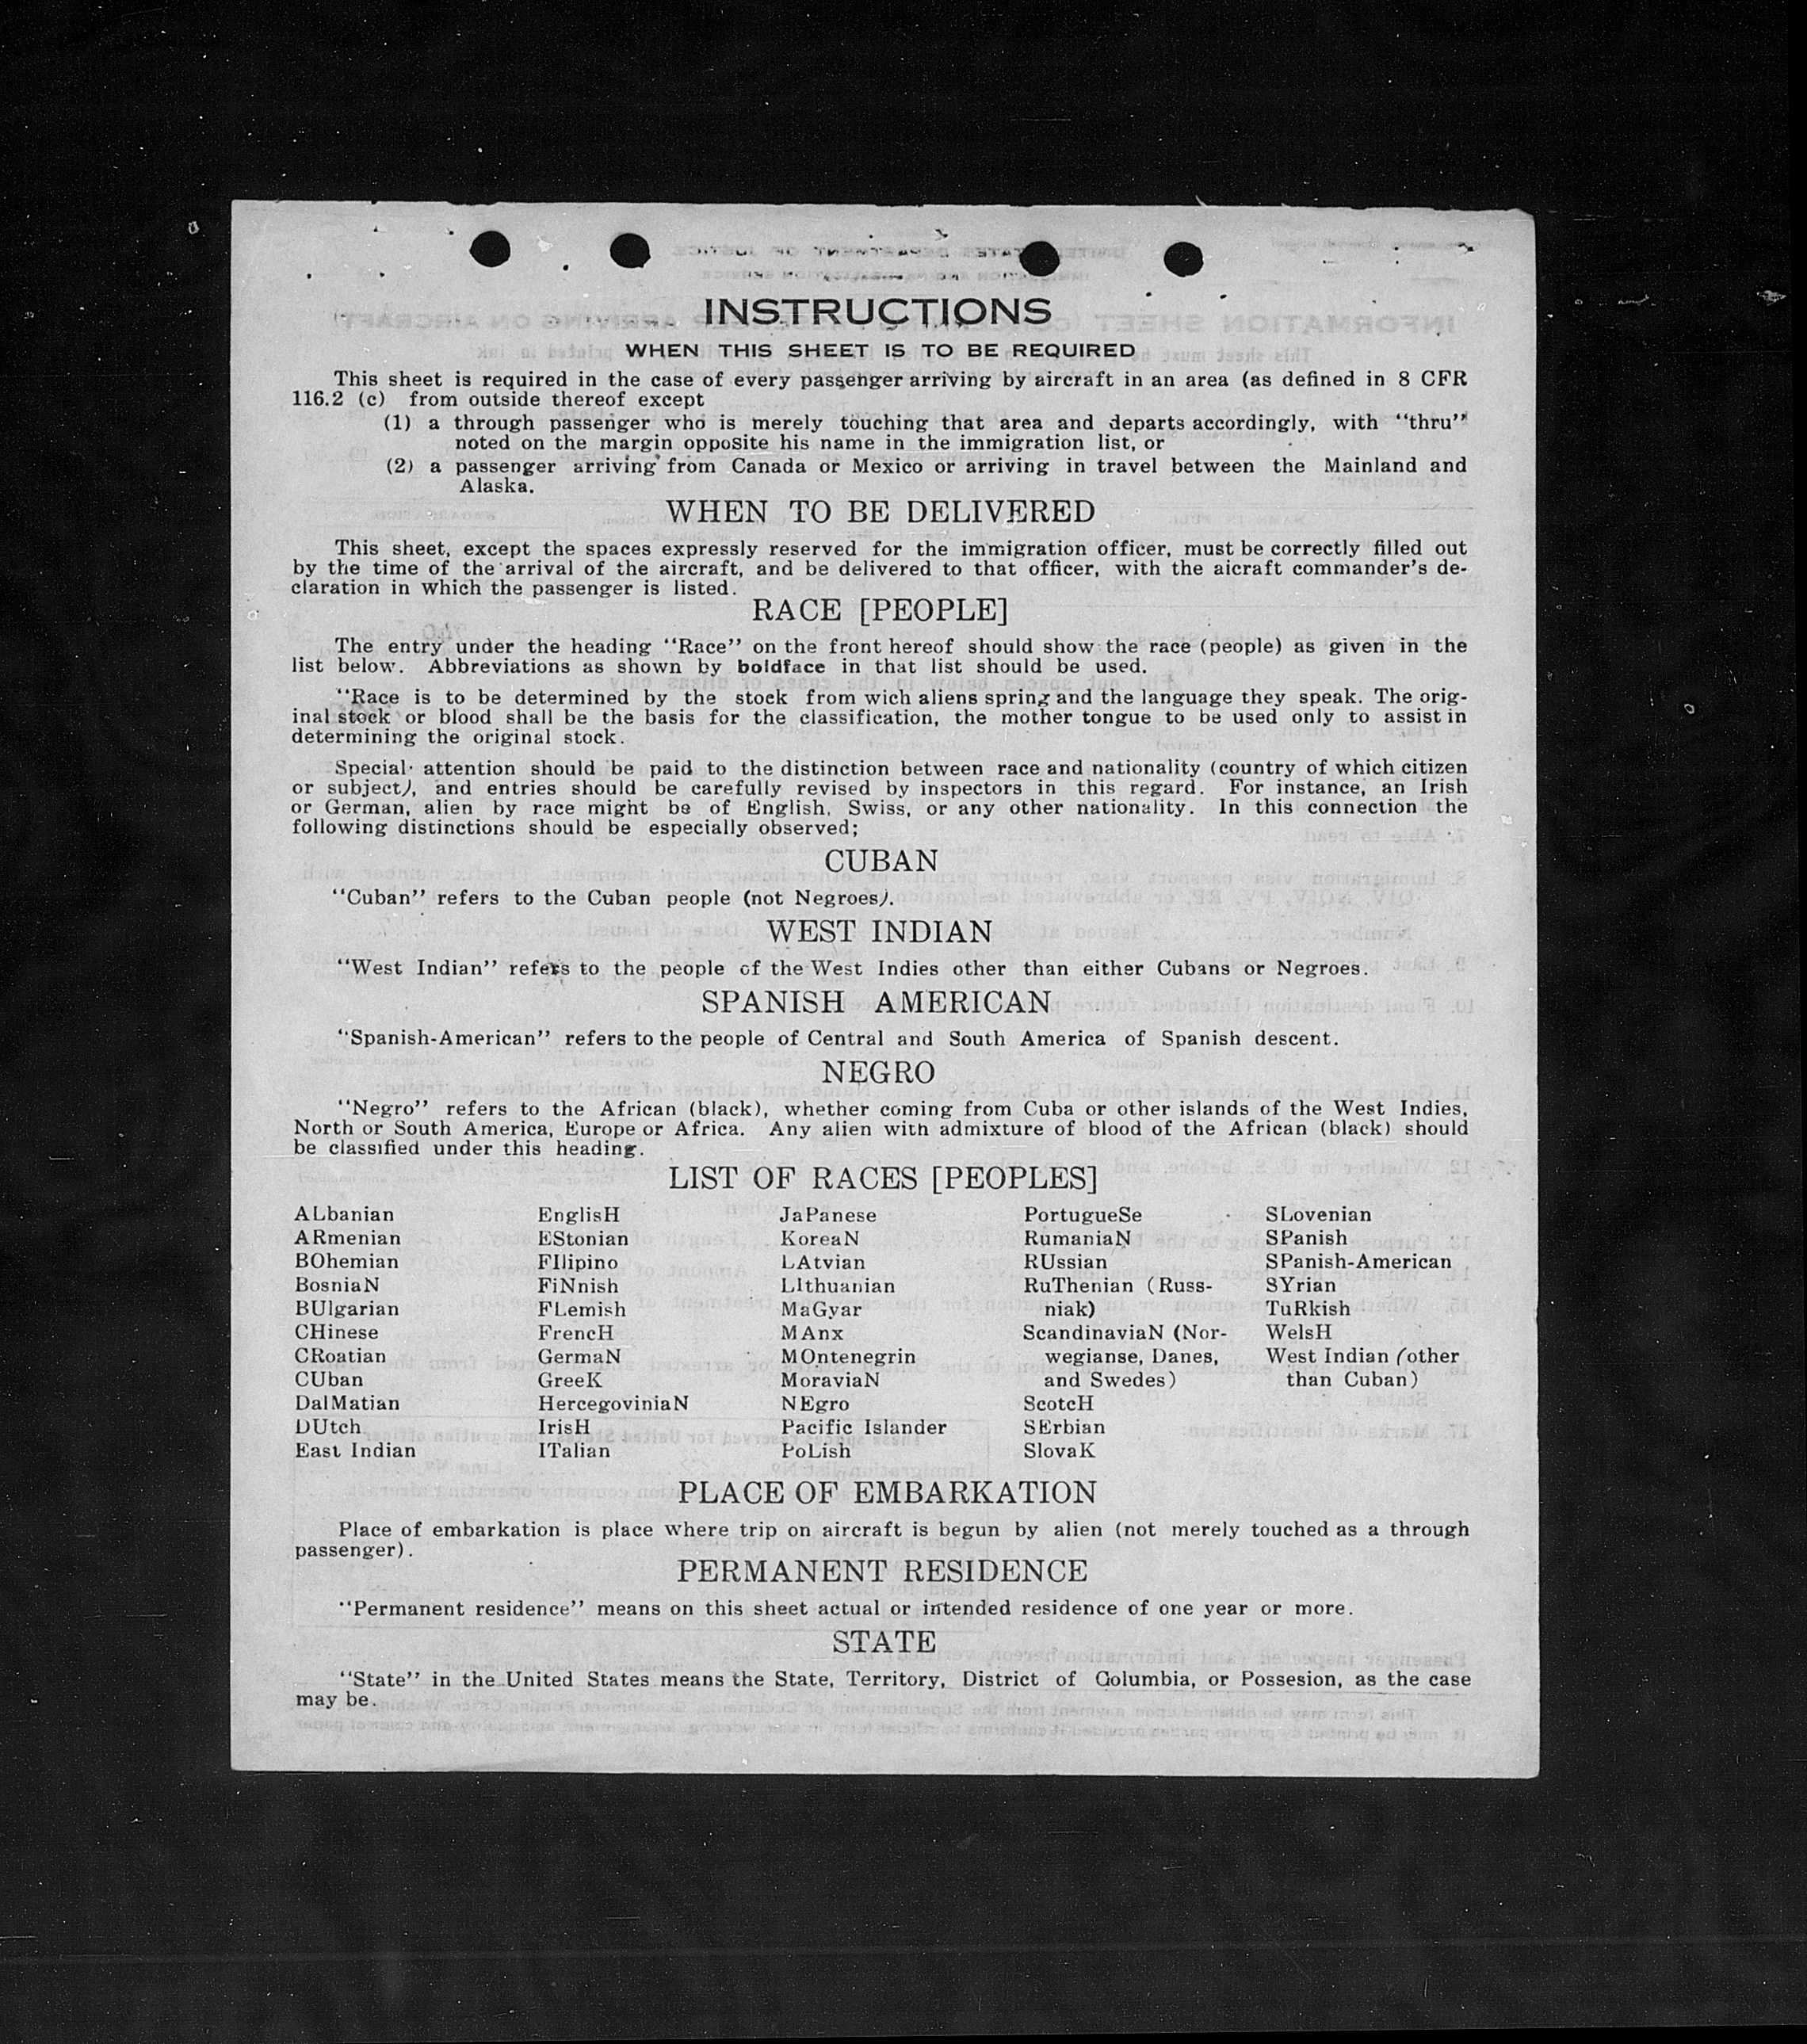 INSTRUCTIONS
WHEN THIS SHEET IS TO BE REQUIRED
This sheet is required in the case of every passenger arriving by aircraft in an area (as defined in 8 CFR
116.2 (c) from outside thereof except
(1) a through passenger who is merely touching that area and departs accordingly, with "thru"
noted on the margin opposite his name in the immigration list, or
(2) a passenger arriving from Canada or Mexico or arriving in travel between the Mainland and
Alaska.
WHEN TO BE DELIVERED
This sheet, except the spaces expressly reserved for the immigration officer, must be correctly filled out
by the time of the arrival of the aircraft, and be delivered to that officer, with the aicraft commander's de-
claration in which the passenger is listed.
RACE [PEOPLE]
The entry under the heading "Race" on the front hereof should show the race (people) as given in the
list below. Abbreviations as shown by boldface in that list should be used.
"Race is to be determined by the stock from wich aliens spring and the language they speak. The orig-
inal stock or blood shall be the basis for the classification, the mother tongue to be used only to assist in
determining the original stock.
Special attention should be paid to the distinction between race and nationality (country of which citizen
or subject), and entries should be carefully revised by inspectors in this regard. For instance, an Irish
or German, alien by race might be of English, Swiss, or any other nationality. In this connection the
following distinctions should be especially observed;
CUBAN
"Cuban" refers to the Cuban people (not Negroes).
WEST INDIAN
"West Indian" refers to the people of the West Indies other than either Cubans or Negroes.
SPANISH AMERICAN
"Spanish-American" refers to the people of Central and South America of Spanish descent.
NEGRO
"Negro" refers to the African (black), whether coming from Cuba or other islands of the West Indies,
North or South America, Europe or Africa. Any alien with admixture of blood of the African (black) should
be classified under this heading.
LIST OF RACES [PEOPLES]
ALbanian
ARmenian
BOhemian
BosniaN
BUlgarian
CHinese
CRoatian
CUban
DalMatian
DUtch
East Indian
EnglisH
EStonian
FIlipino
FiNnish
FLemish
FrencH
GermaN
GreeK
HercegoviniaN
IrisH
ITalian
JaPanese
KoreaN
LAtvian
LIthuanian
MaGyar
MAnx
MOntenegrin
MoraviaN
NEgro
Pacific Islander
PoLish
PortugueSe
RumaniaN
RUssian
RuThenian (Russ-
niak)
ScandinaviaN (Nor-
wegianse, Danes,
and Swedes)
ScotcH
SErbian
SlovaK
SLovenian
SPanish
SPanish-American
SYrian
TuRkish
WelsH
West Indian (other
than Cuban)
PLACE OF EMBARKATION
Place of embarkation is place where trip on aircraft is begun by alien (not merely touched as a through
passenger).
PERMANENT RESIDENCE
"Permanent residence" means on this sheet actual or intended residence of one year or more.
STATE
"State" in the United States means the State, Territory, District of Columbia, or Possesion, as the case
may be.